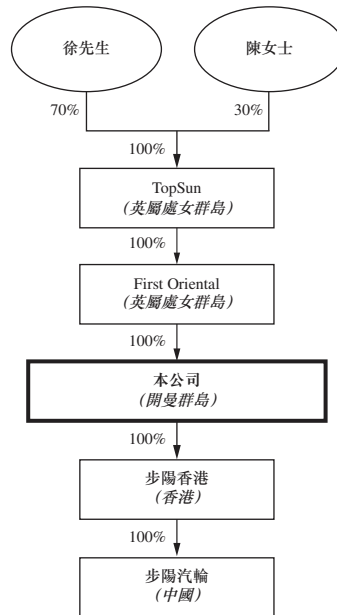 徐先生
陳女士
70%
30%
100%
TopSun
(英屬處女群島)
100%
First Oriental
(英屬處女群島)
100%
本公司
(開曼群島)
100%
步陽香港
(香港)
100%
步陽汽輪
(中國)